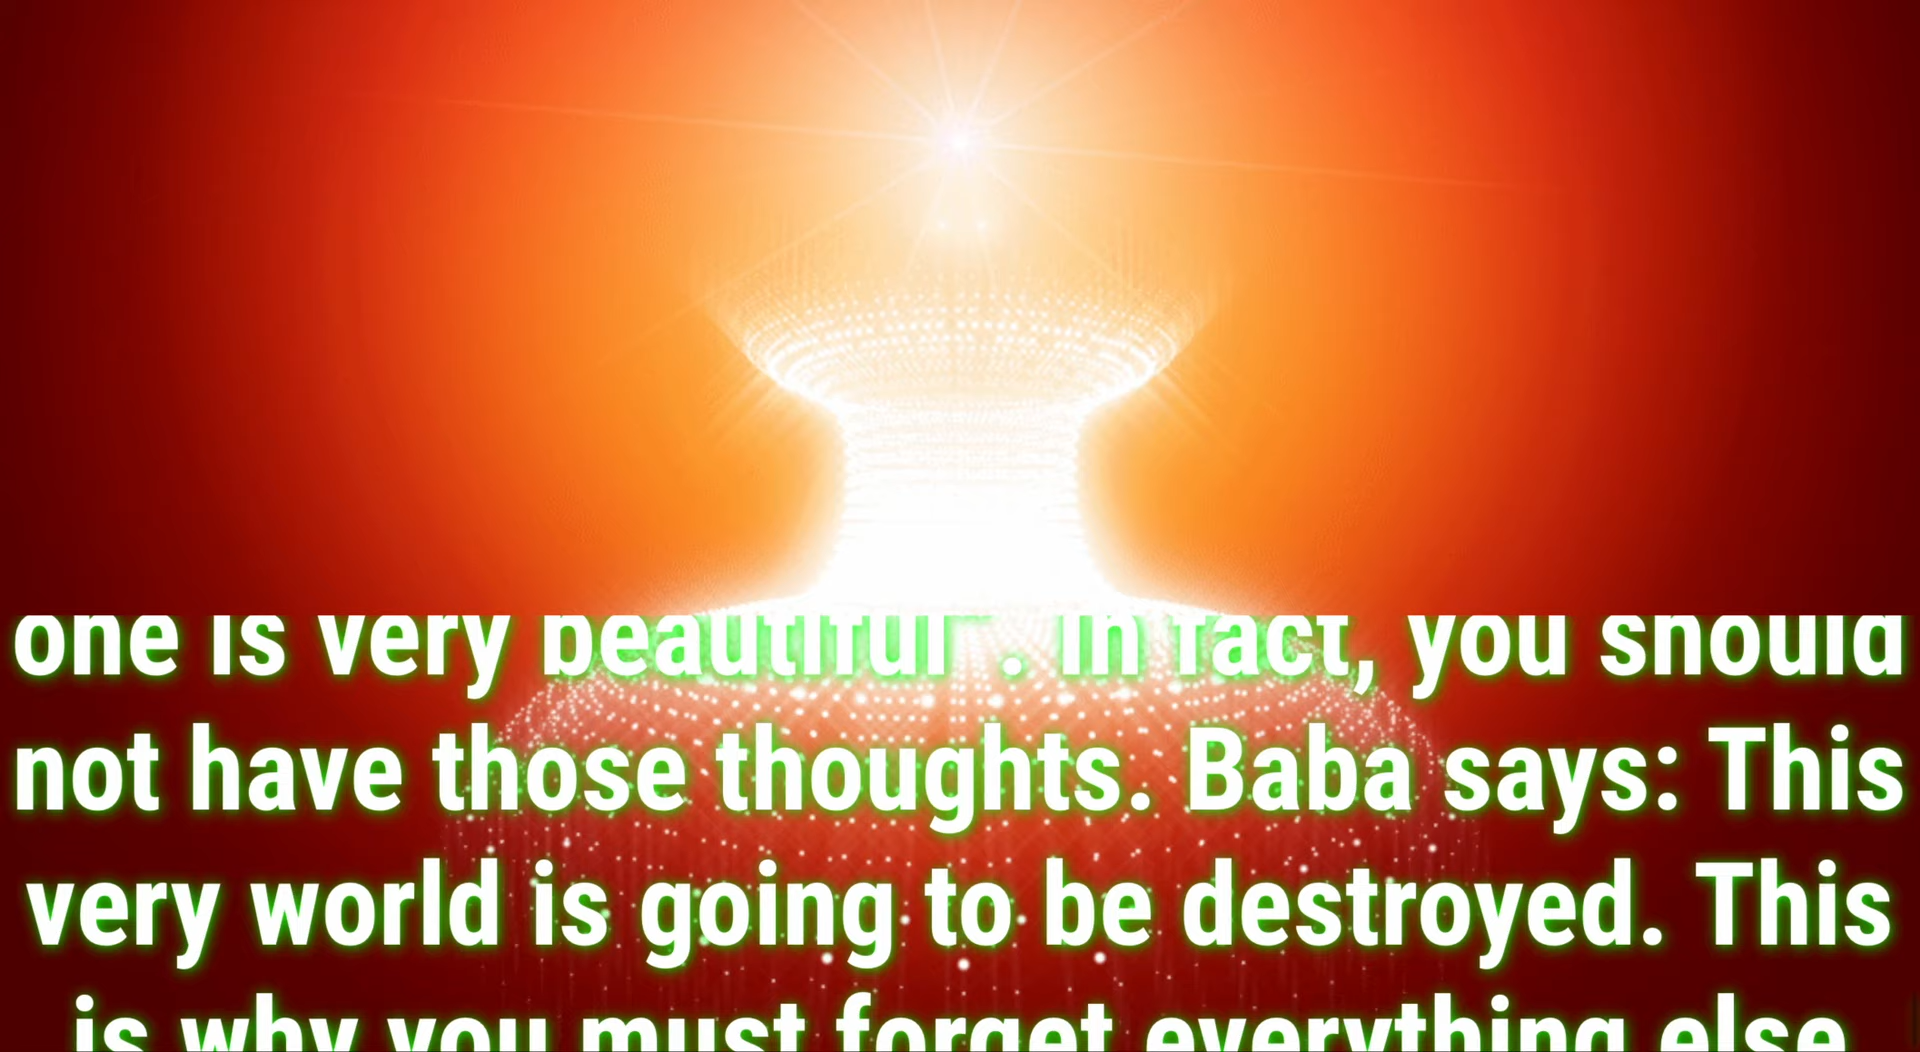 one is very beautiful". In fact, you should
not have those thoughts. Baba says: This
very world is going to be destroyed. This
is why you must forget everything else